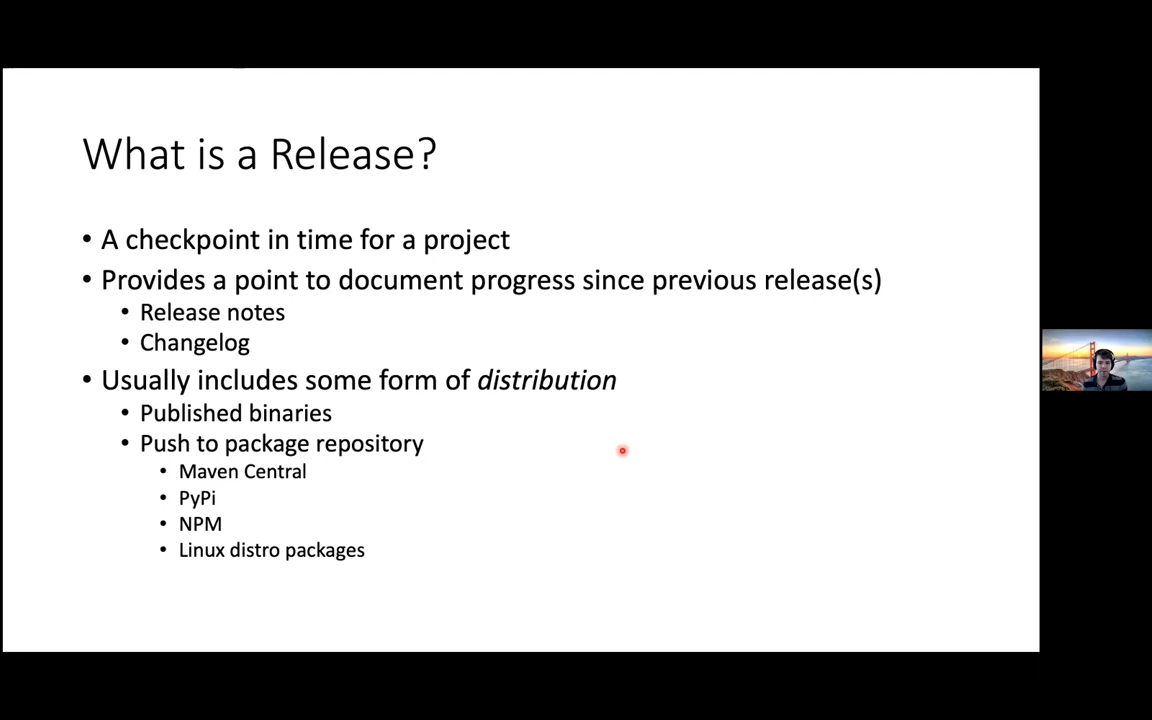 What is a Release?
• A checkpoint in time for a project
• Provides a point to document progress since previous release(s)
• Release notes
• Changelog
• Usually includes some form of distribution
• Published binaries
• Push to package repository
• Maven Central
• PyPi
• NPM
• Linux distro packages